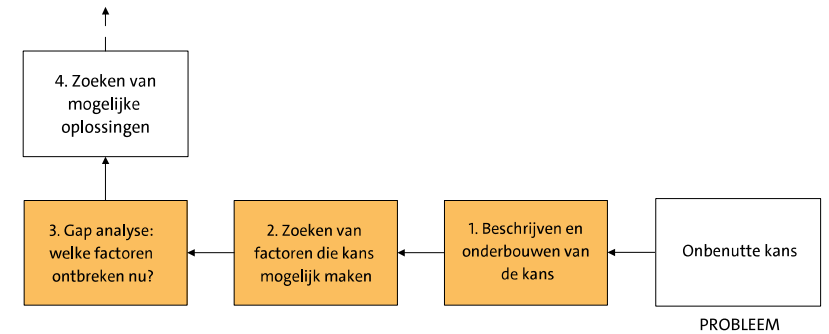 4. Zoeken van
mogelijke
oplossingen
3. Gap analyse:
welke factoren
ontbreken nu?
2. Zoeken van
factoren die kans
mogelijk maken
1. Beschrijven en
onderbouwen van
de kans
Onbenutte kans
PROBLEEM